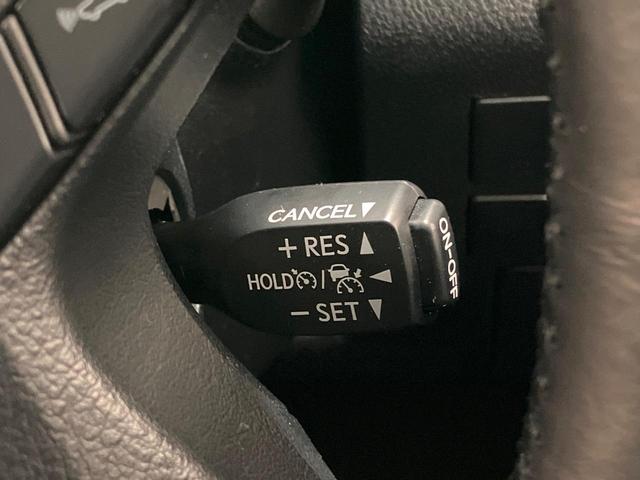 CANCEL▼
+ RES ▲
HOLD / ◀
− SET ▼
ON-OFF